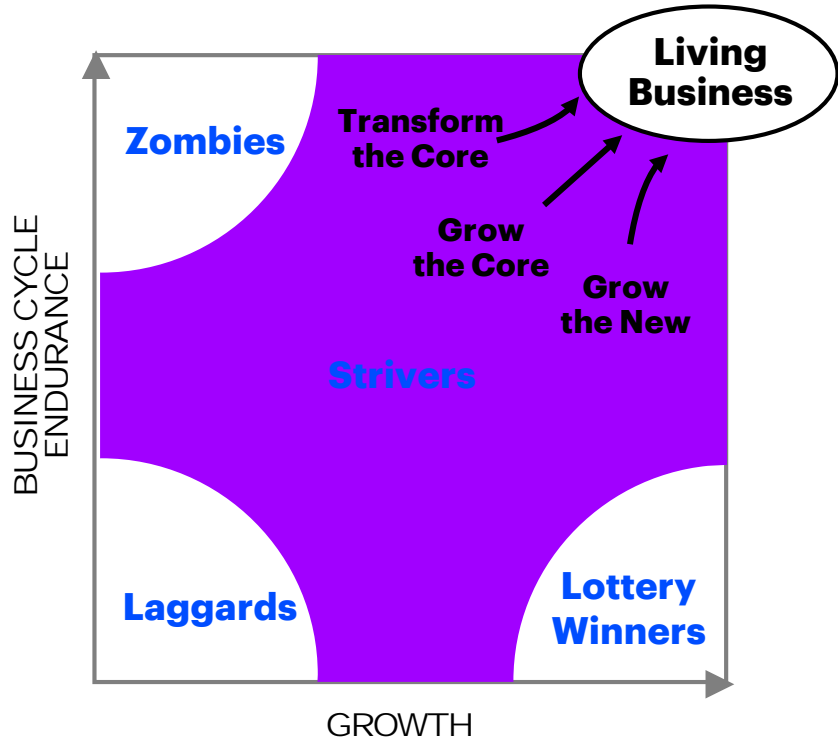 Living
Business
Transform
the Core
Zombies
Grow
the Core
Grow
the New
BUSINESS CYCLE
ENDURANCE
Strivers
Laggards
Lottery
Winners
GROWTH